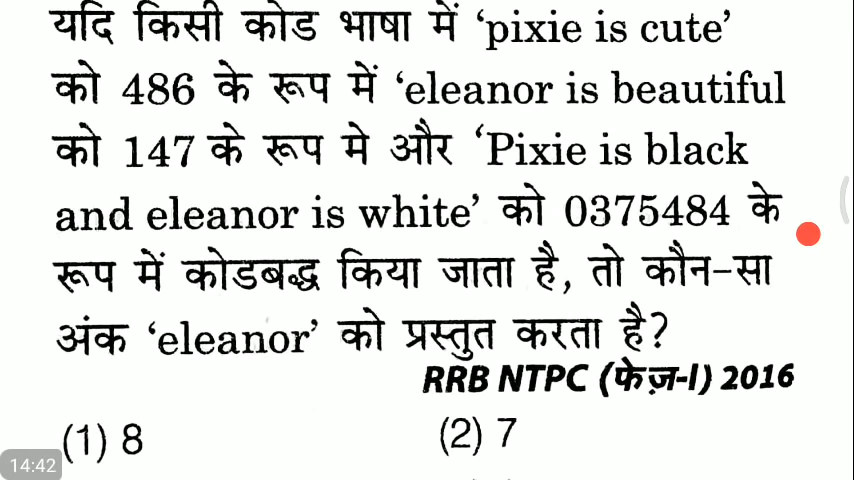 यदि किसी कोड भाषा में ‘pixie is cute’
को 486 के रूप में ‘eleanor is beautiful
को 147 के रूप मे और ‘Pixie is black
and eleanor is white’ को 0375484 के
रूप में कोडबद्ध किया जाता है, तो कौन-सा
अंक ‘eleanor’ को प्रस्तुत करता है?
RRB NTPC (फेज़-I) 2016
(1) 8 (2) 7
14:42